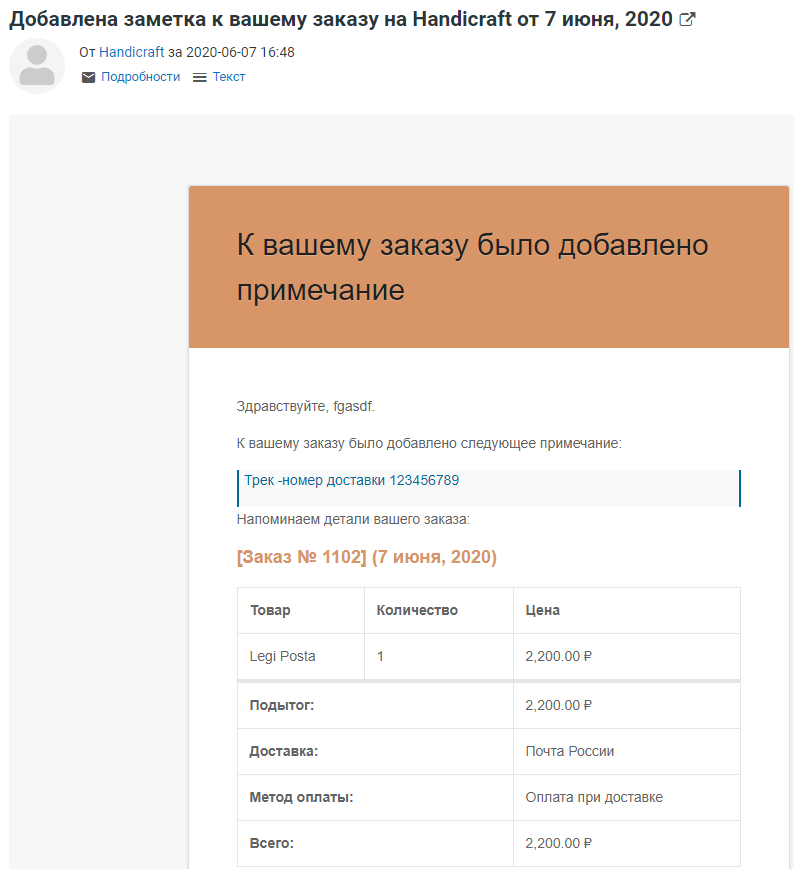 Добавлена заметка к вашему заказу на Handicraft от 7 июня, 2020
От Handicraft за 2020-06-07 16:48
Подробности Текст
К вашему заказу было добавлено
примечание
Здравствуйте, fgasdf.
К вашему заказу было добавлено следующее примечание:
Трек -номер доставки 123456789
Напоминаем детали вашего заказа:
[Заказ № 1102] (7 июня, 2020)
Товар Количество Цена
Legi Posta 1 2,200.00 ₽
Подытог: 2,200.00 ₽
Доставка: Почта России
Метод оплаты: Оплата при доставке
Всего: 2,200.00 ₽